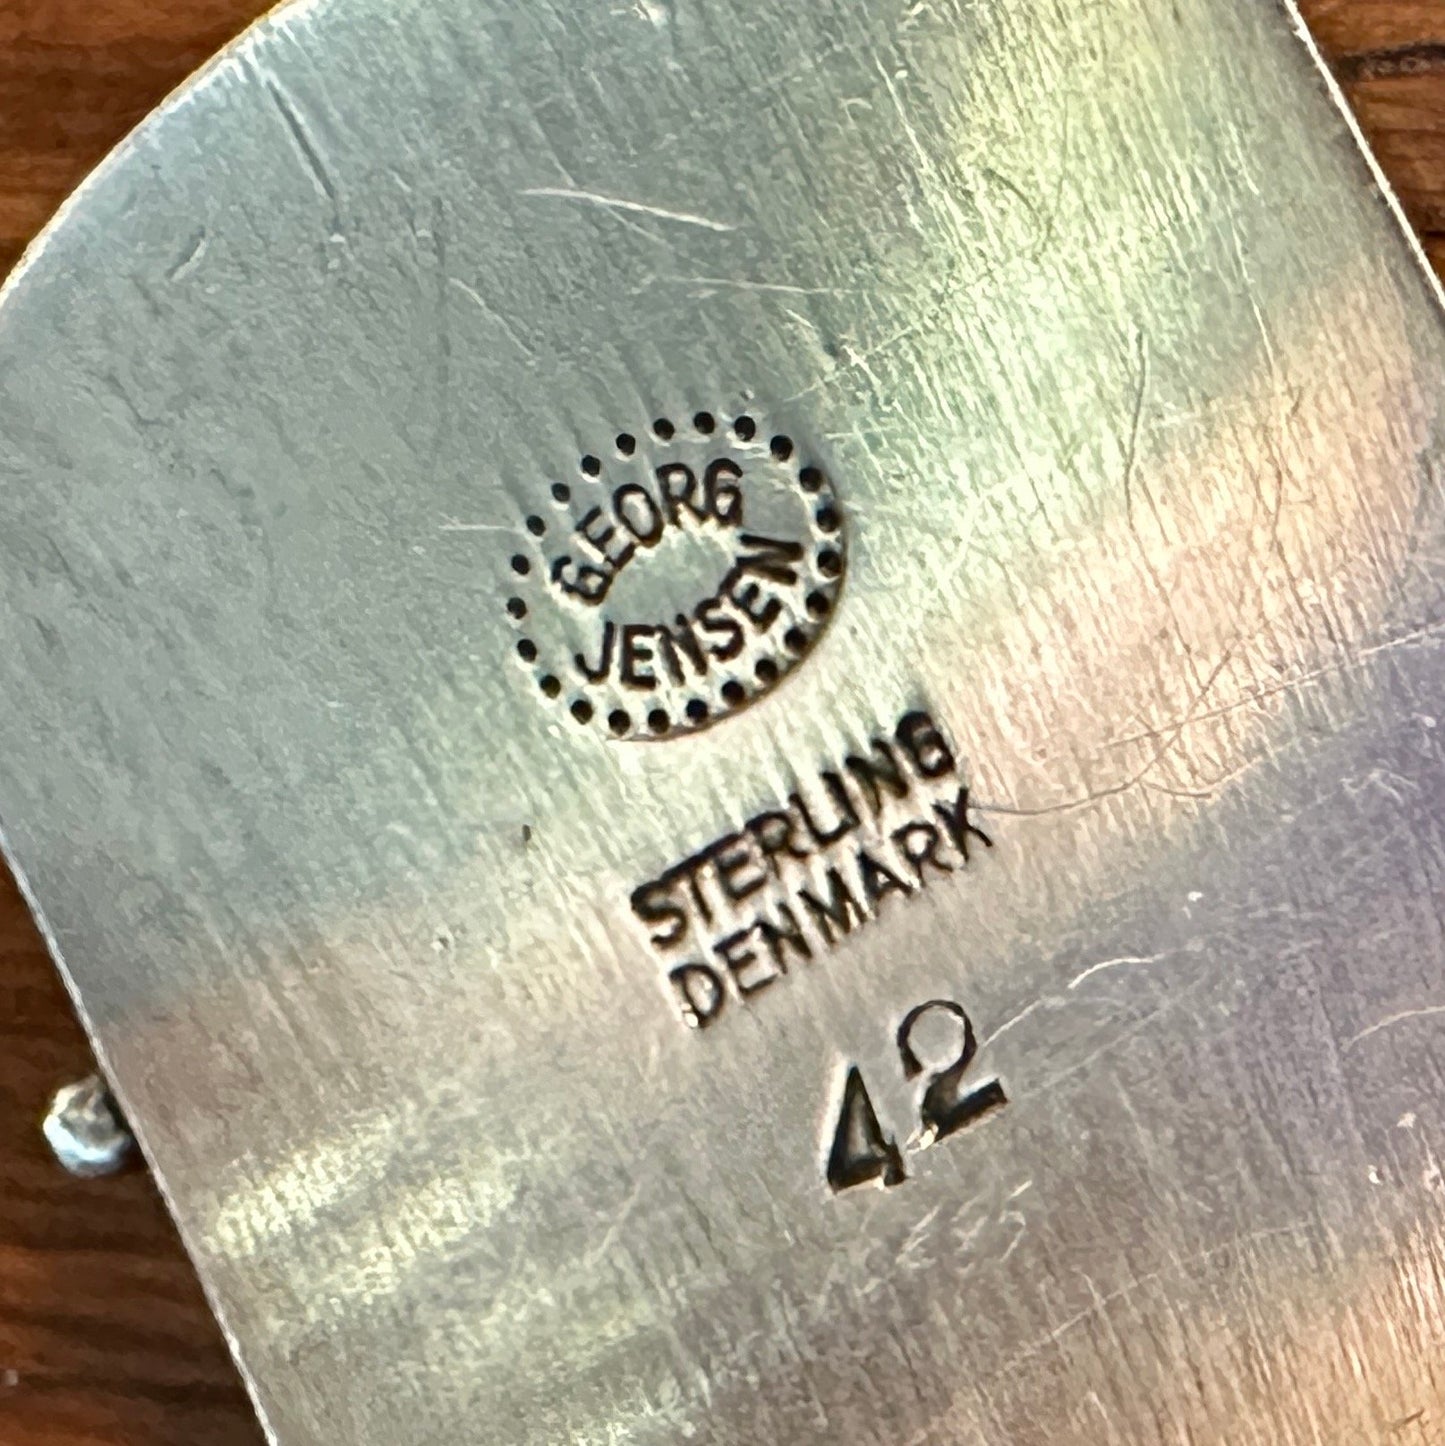 GEORG
JENSEN
STERLING
DENMARK
42